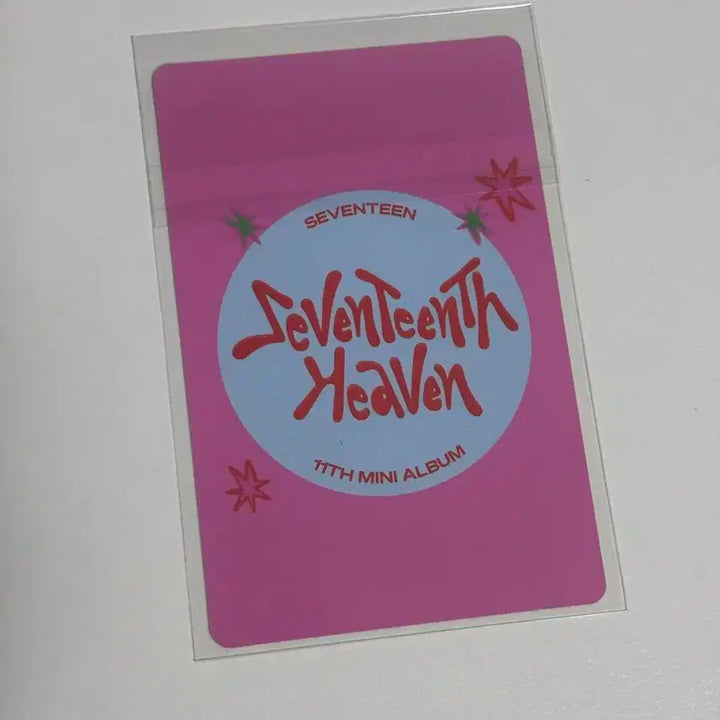 SEVENTEEN
SeVenTeenTh
HeaVen
11TH MINI ALBUM